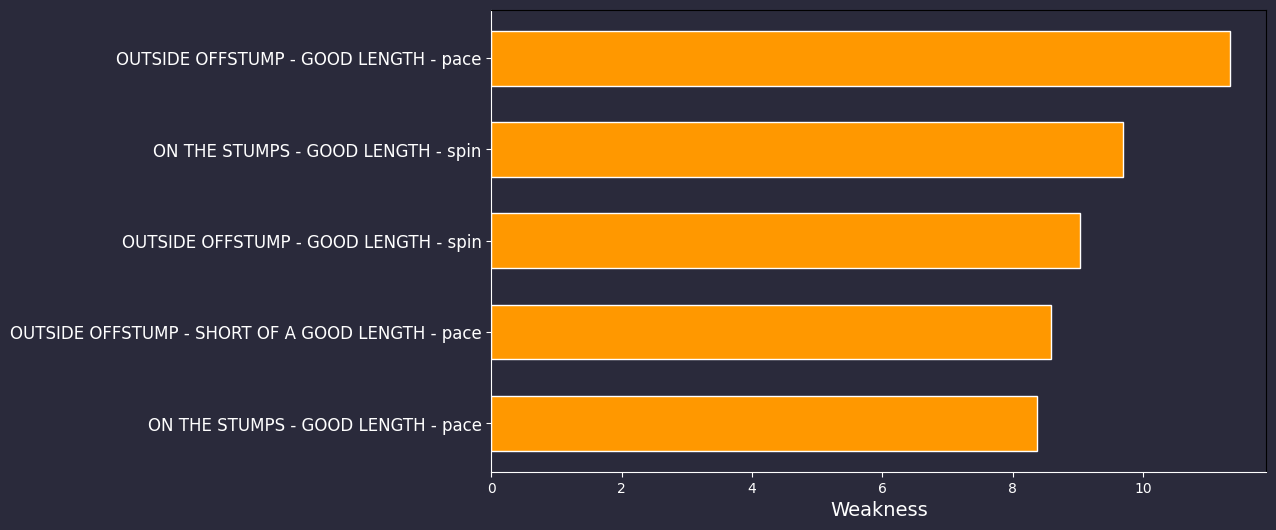 OUTSIDE OFFSTUMP - GOOD LENGTH - pace
ON THE STUMPS - GOOD LENGTH - spin
OUTSIDE OFFSTUMP - GOOD LENGTH - spin
OUTSIDE OFFSTUMP - SHORT OF A GOOD LENGTH - pace
ON THE STUMPS - GOOD LENGTH - pace
0 2 4 6 8 10
Weakness